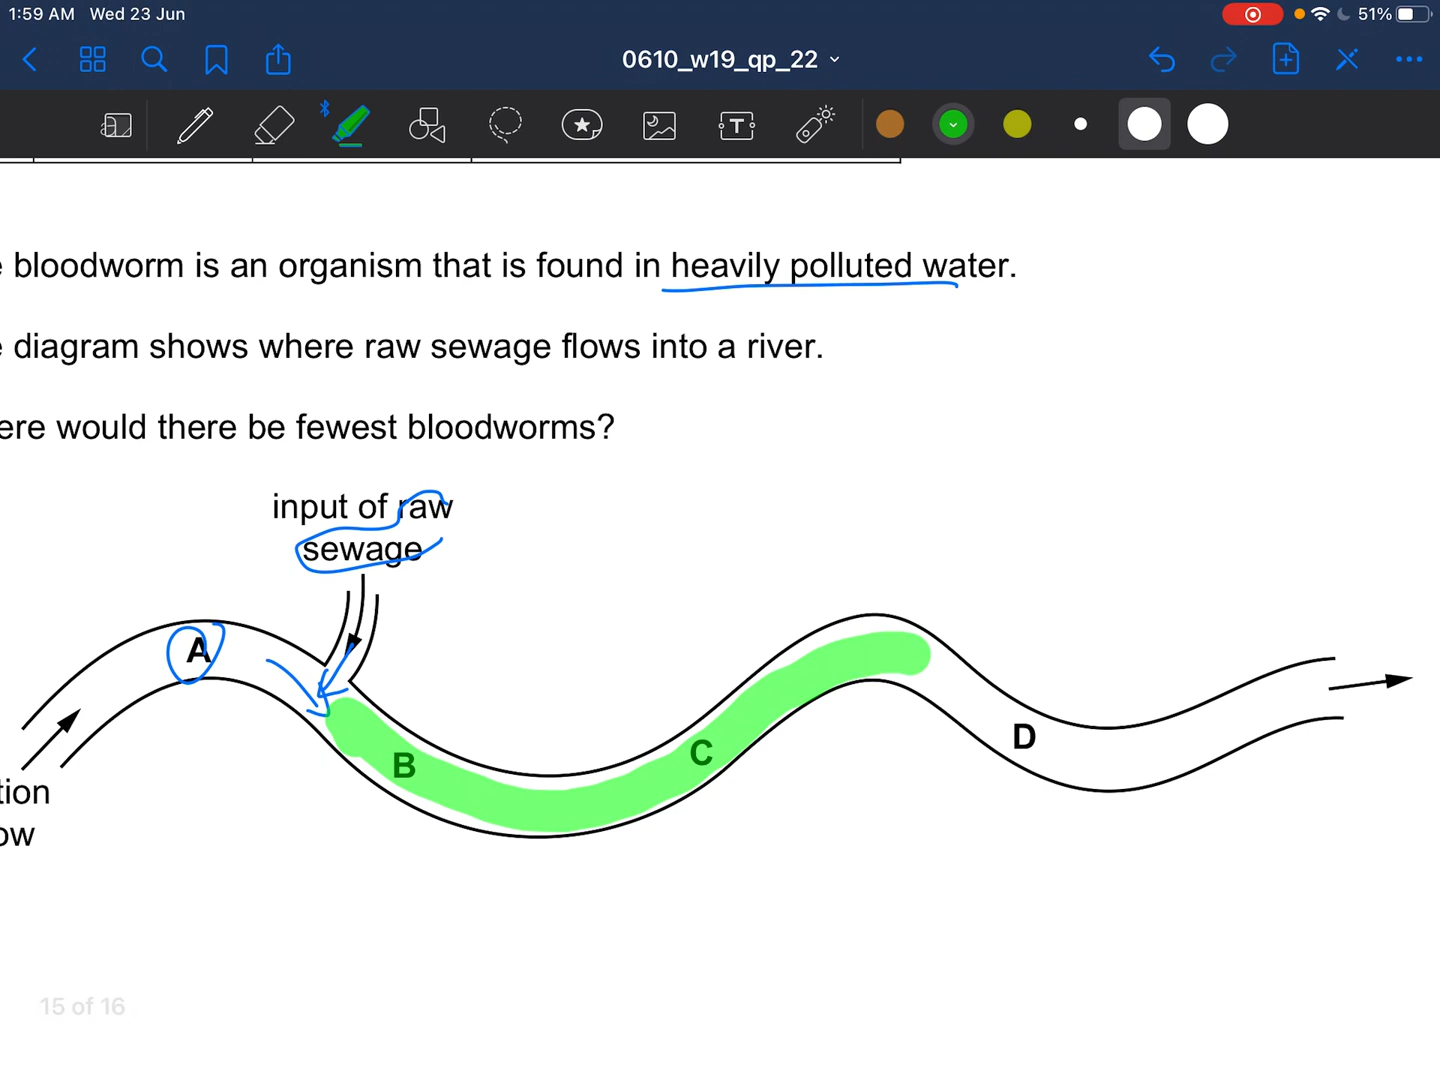 1:59 AM Wed 23 Jun 51%
0610_w19_qp_22
T
bloodworm is an organism that is found in heavily polluted water.
diagram shows where raw sewage flows into a river.
ere would there be fewest bloodworms?
input of raw
sewage
A
B
C
D
tion
ow
15 of 16